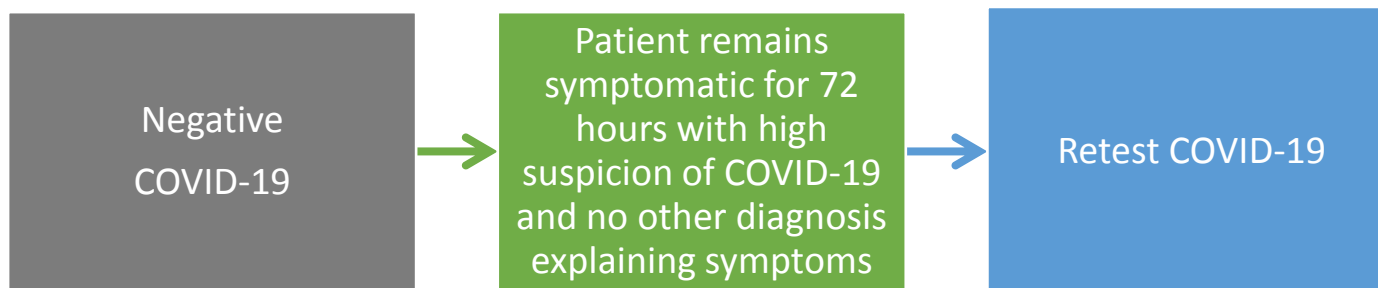 Negative
COVID-19
Patient remains
symptomatic for 72
hours with high
suspicion of COVID-19
and no other diagnosis
explaining symptoms
Retest COVID-19